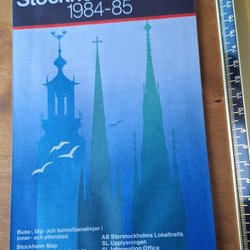 Stockholm
1984-85
Buss-, tåg- och tunnelbanelinjer i
inner- och ytterstad.
Stockholm Map
AB Storstockholms Lokaltrafik
SL Upplysningen
SL Information Office